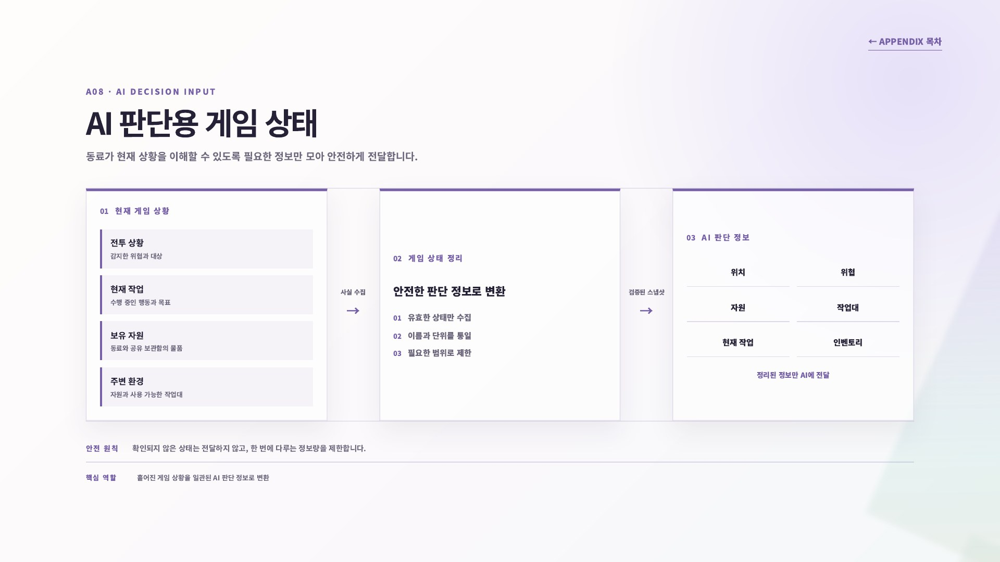 ← APPENDIX 목차
A08 · AI DECISION INPUT
AI 판단용 게임 상태
동료가 현재 상황을 이해할 수 있도록 필요한 정보만 모아 안전하게 전달합니다.
01 현재 게임 상황
전투 상황
감지한 위협과 대상
현재 작업
수행 중인 행동과 목표
보유 자원
동료와 공유 보관함의 물품
주변 환경
자원과 사용 가능한 작업대
사실 수집
→
02 게임 상태 정리
안전한 판단 정보로 변환
01 유효한 상태만 수집
02 이름과 단위를 통일
03 필요한 범위로 제한
검증된 스냅샷
→
03 AI 판단 정보
위치 위협
자원 작업대
현재 작업 인벤토리
정리된 정보만 AI에 전달
안전 원칙 확인되지 않은 상태는 전달하지 않고, 한 번에 다루는 정보량을 제한합니다.
핵심 역할 흩어진 게임 상황을 일관된 AI 판단 정보로 변환